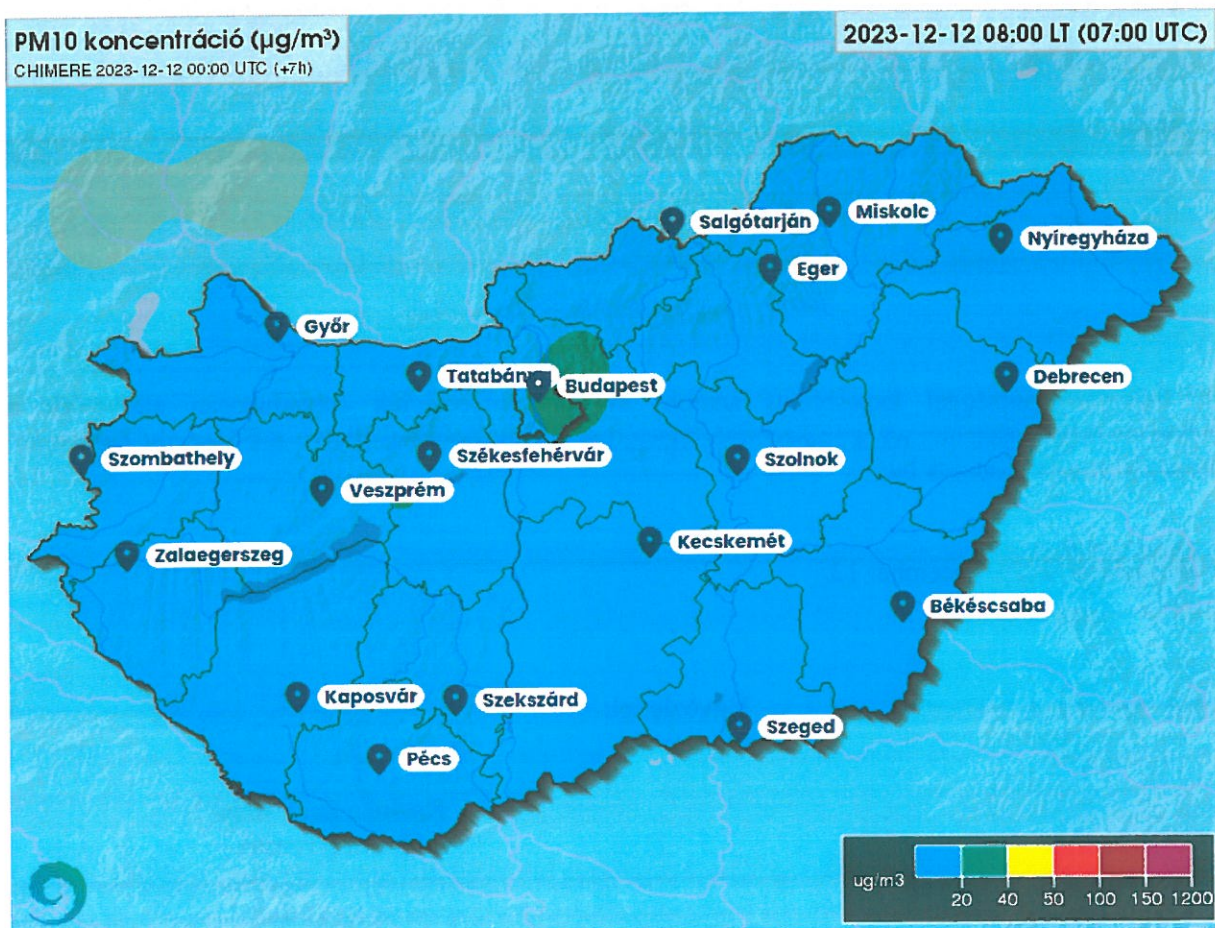 PM10 koncentráció (µg/m³)
CHIMERE 2023-12-12 00:00 UTC (+7h)
2023-12-12 08:00 LT (07:00 UTC)
Salgótarján
Miskolc
Nyíregyháza
Eger
Győr
Tatabánya
Budapest
Debrecen
Szombathely
Székesfehérvár
Szolnok
Veszprém
Kecskemét
Zalaegerszeg
Békéscsaba
Kaposvár
Szekszárd
Szeged
Pécs
ug/m3
20 40 50 100 150 1200